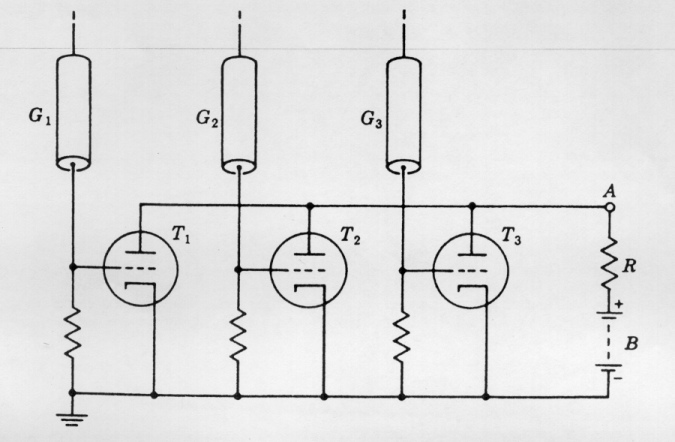 G₁
G₂
G₃
A
T₁
T₂
T₃
R
+
B
-